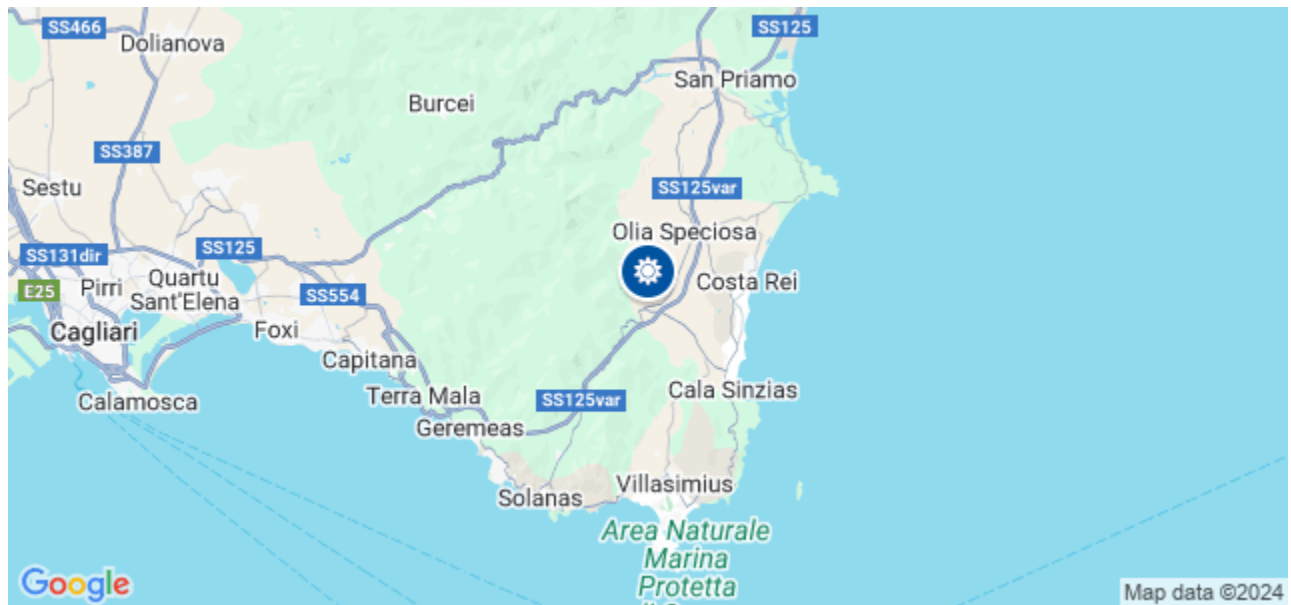 SS466
Dolianova
SS125
San Priamo
Burcei
SS387
Sestu
SS125var
Olia Speciosa
SS131dir
SS125
E25
Pirri
Quartu
Sant'Elena
SS554
Costa Rei
Cagliari
Foxi
Capitana
Terra Mala
SS125var
Cala Sinzias
Calamosca
Geremeas
Solanas
Villasimius
Area Naturale
Marina
Protetta
Google
Map data ©2024